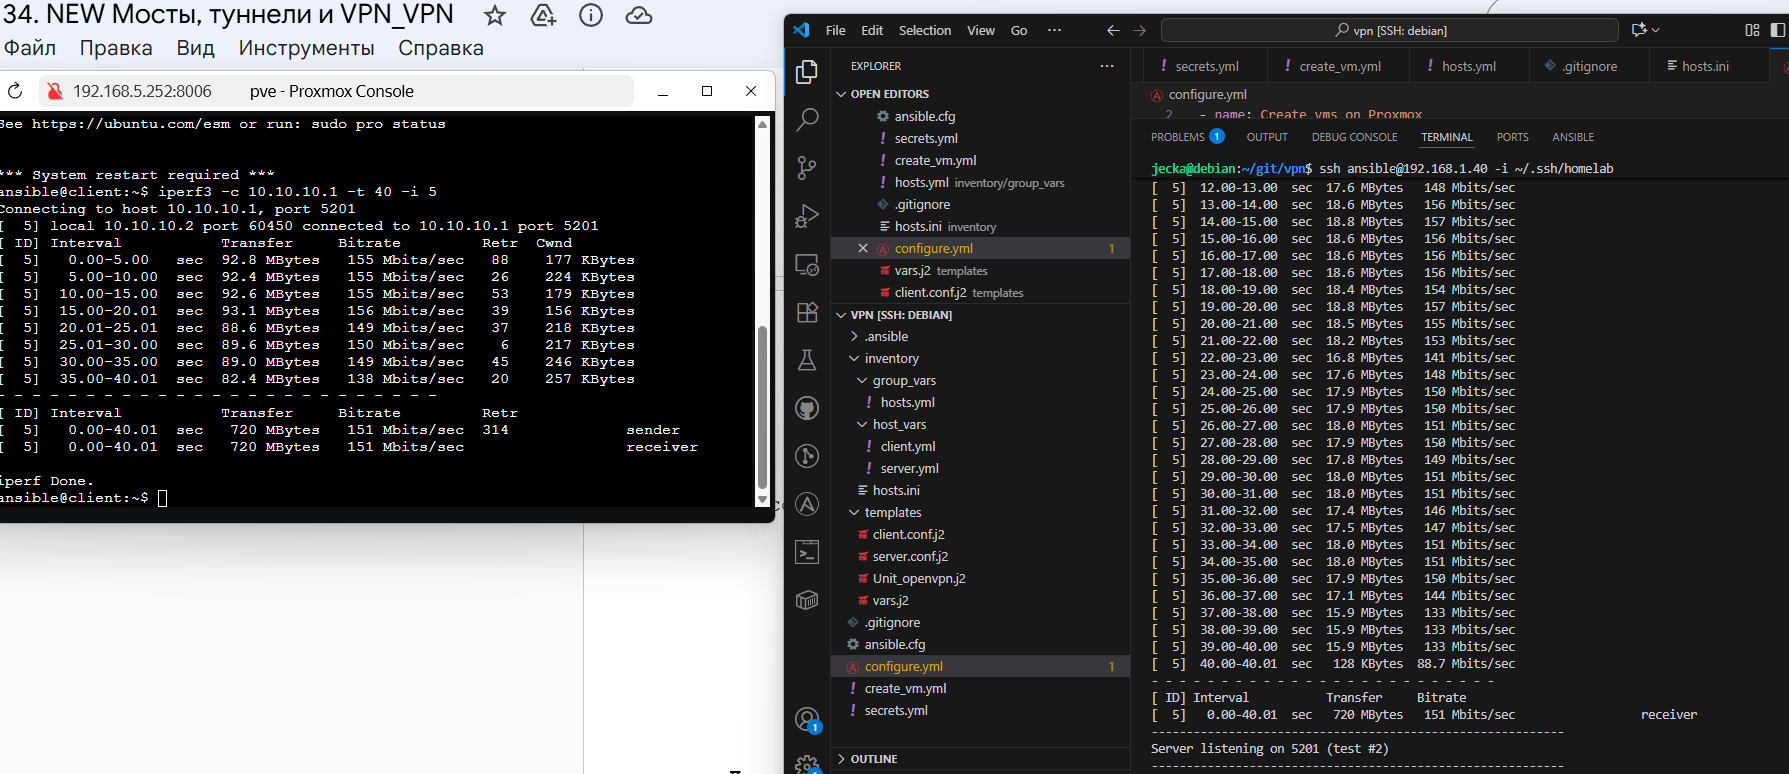 34. NEW Мосты, туннели и VPN_VPN
Файл Правка Вид Инструменты Справка
192.168.5.252:8006 pve - Proxmox Console
See https://ubuntu.com/esm or run: sudo pro status
*** System restart required ***
ansible@client:~$ iperf3 -c 10.10.10.1 -t 40 -i 5
Connecting to host 10.10.10.1, port 5201
[ 5] local 10.10.10.2 port 60450 connected to 10.10.10.1 port 5201
[ ID] Interval Transfer Bitrate Retr Cwnd
[ 5] 0.00-5.00 sec 92.8 MBytes 155 Mbits/sec 88 177 KBytes
[ 5] 5.00-10.00 sec 92.4 MBytes 155 Mbits/sec 26 224 KBytes
[ 5] 10.00-15.00 sec 92.6 MBytes 155 Mbits/sec 53 179 KBytes
[ 5] 15.00-20.01 sec 93.1 MBytes 156 Mbits/sec 39 156 KBytes
[ 5] 20.01-25.01 sec 88.6 MBytes 149 Mbits/sec 37 218 KBytes
[ 5] 25.01-30.00 sec 89.6 MBytes 150 Mbits/sec 6 217 KBytes
[ 5] 30.00-35.00 sec 89.0 MBytes 149 Mbits/sec 45 246 KBytes
[ 5] 35.00-40.01 sec 82.4 MBytes 138 Mbits/sec 20 257 KBytes
- - - - - - - - - - - - - - - - - - - - - - - - -
[ ID] Interval Transfer Bitrate Retr
[ 5] 0.00-40.01 sec 720 MBytes 151 Mbits/sec 314 sender
[ 5] 0.00-40.01 sec 720 MBytes 151 Mbits/sec receiver
iperf Done.
ansible@client:~$
File Edit Selection View Go ··· vpn [SSH: debian]
EXPLORER ···
OPEN EDITORS
ansible.cfg
secrets.yml
create_vm.yml
hosts.yml inventory/group_vars
.gitignore
hosts.ini inventory
configure.yml 1
vars.j2 templates
client.conf.j2 templates
VPN [SSH: DEBIAN]
.ansible
inventory
group_vars
hosts.yml
host_vars
client.yml
server.yml
hosts.ini
templates
client.conf.j2
server.conf.j2
Unit_openvpn.j2
vars.j2
.gitignore
ansible.cfg
configure.yml 1
create_vm.yml
secrets.yml
OUTLINE
1
secrets.yml create_vm.yml hosts.yml .gitignore hosts.ini
configure.yml
2 - name: Create vms on Proxmox
PROBLEMS 1 OUTPUT DEBUG CONSOLE TERMINAL PORTS ANSIBLE
jecka@debian:~/git/vpn$ ssh ansible@192.168.1.40 -i ~/.ssh/homelab
[ 5] 12.00-13.00 sec 17.6 MBytes 148 Mbits/sec
[ 5] 13.00-14.00 sec 18.6 MBytes 156 Mbits/sec
[ 5] 14.00-15.00 sec 18.8 MBytes 157 Mbits/sec
[ 5] 15.00-16.00 sec 18.6 MBytes 156 Mbits/sec
[ 5] 16.00-17.00 sec 18.6 MBytes 156 Mbits/sec
[ 5] 17.00-18.00 sec 18.6 MBytes 156 Mbits/sec
[ 5] 18.00-19.00 sec 18.4 MBytes 154 Mbits/sec
[ 5] 19.00-20.00 sec 18.8 MBytes 157 Mbits/sec
[ 5] 20.00-21.00 sec 18.5 MBytes 155 Mbits/sec
[ 5] 21.00-22.00 sec 18.2 MBytes 153 Mbits/sec
[ 5] 22.00-23.00 sec 16.8 MBytes 141 Mbits/sec
[ 5] 23.00-24.00 sec 17.6 MBytes 148 Mbits/sec
[ 5] 24.00-25.00 sec 17.9 MBytes 150 Mbits/sec
[ 5] 25.00-26.00 sec 17.9 MBytes 150 Mbits/sec
[ 5] 26.00-27.00 sec 18.0 MBytes 151 Mbits/sec
[ 5] 27.00-28.00 sec 17.9 MBytes 150 Mbits/sec
[ 5] 28.00-29.00 sec 17.8 MBytes 149 Mbits/sec
[ 5] 29.00-30.00 sec 18.0 MBytes 151 Mbits/sec
[ 5] 30.00-31.00 sec 18.0 MBytes 151 Mbits/sec
[ 5] 31.00-32.00 sec 17.4 MBytes 146 Mbits/sec
[ 5] 32.00-33.00 sec 17.5 MBytes 147 Mbits/sec
[ 5] 33.00-34.00 sec 18.0 MBytes 151 Mbits/sec
[ 5] 34.00-35.00 sec 18.0 MBytes 151 Mbits/sec
[ 5] 35.00-36.00 sec 17.9 MBytes 150 Mbits/sec
[ 5] 36.00-37.00 sec 17.1 MBytes 144 Mbits/sec
[ 5] 37.00-38.00 sec 15.9 MBytes 133 Mbits/sec
[ 5] 38.00-39.00 sec 15.9 MBytes 133 Mbits/sec
[ 5] 39.00-40.00 sec 15.9 MBytes 133 Mbits/sec
[ 5] 40.00-40.01 sec 128 KBytes 88.7 Mbits/sec
- - - - - - - - - - - - - - - - - - - - - - - - -
[ ID] Interval Transfer Bitrate
[ 5] 0.00-40.01 sec 720 MBytes 151 Mbits/sec receiver
-----------------------------------------------------------
Server listening on 5201 (test #2)
-----------------------------------------------------------